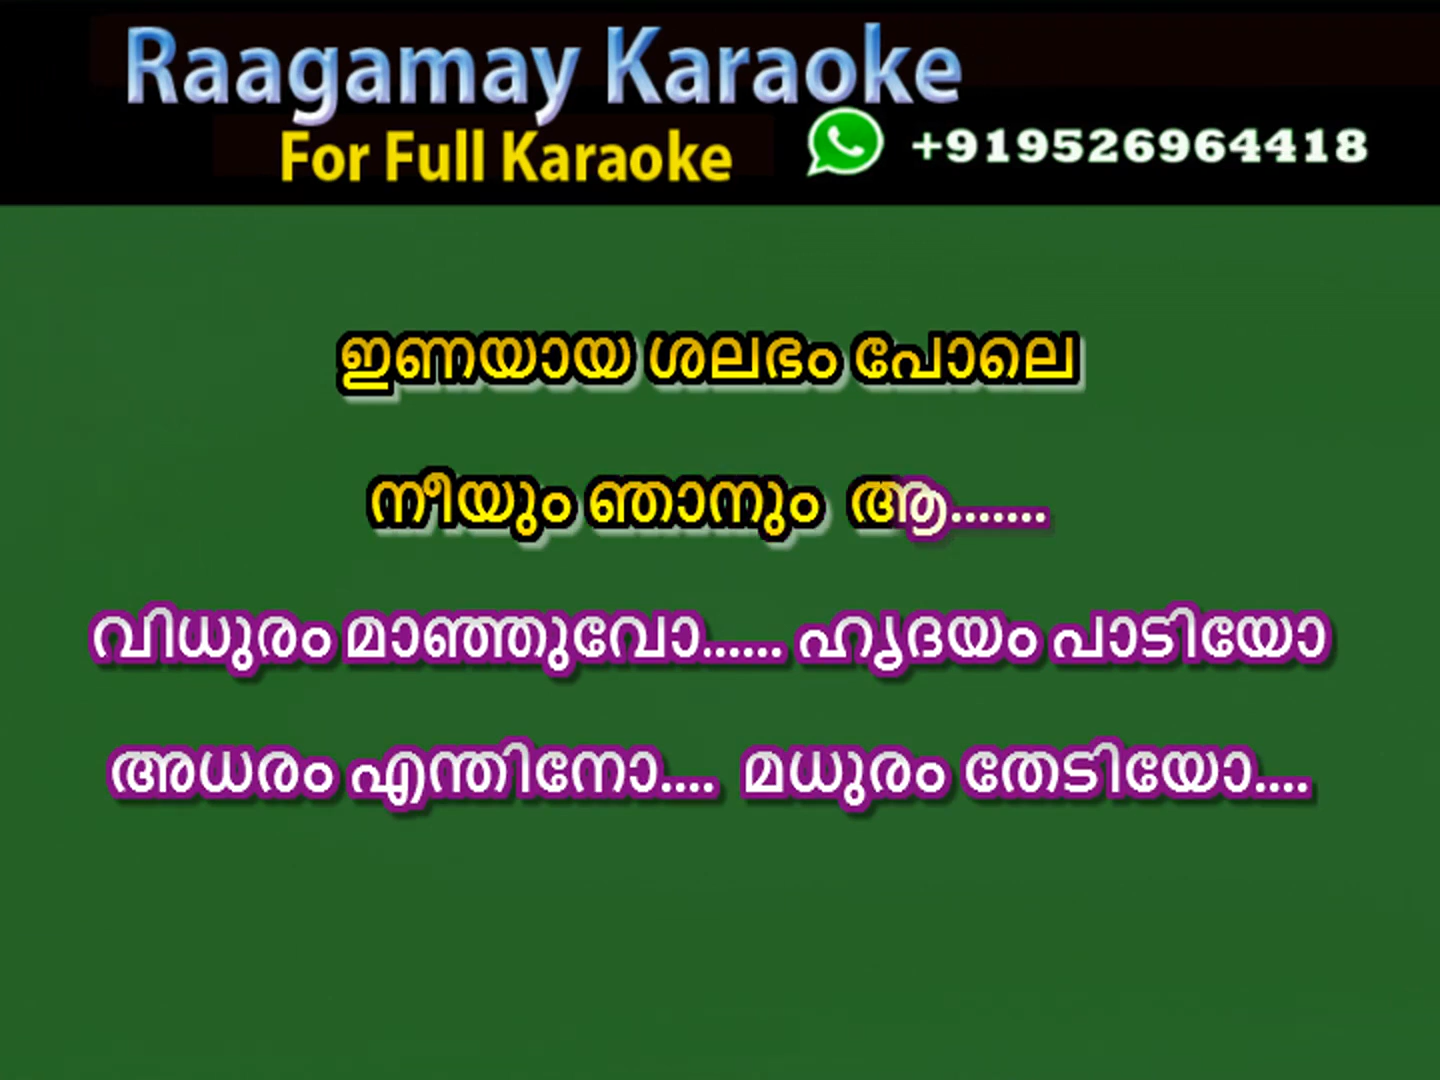 Raagamay Karaoke
For Full Karaoke +919526964418
ഇണയായ ശലഭം പോലെ
നീയും ഞാനും ആ.......
വിധുരം മാഞ്ഞുവോ...... ഹൃദയം പാടിയോ
അധരം എന്തിനോ.... മധുരം തേടിയോ....